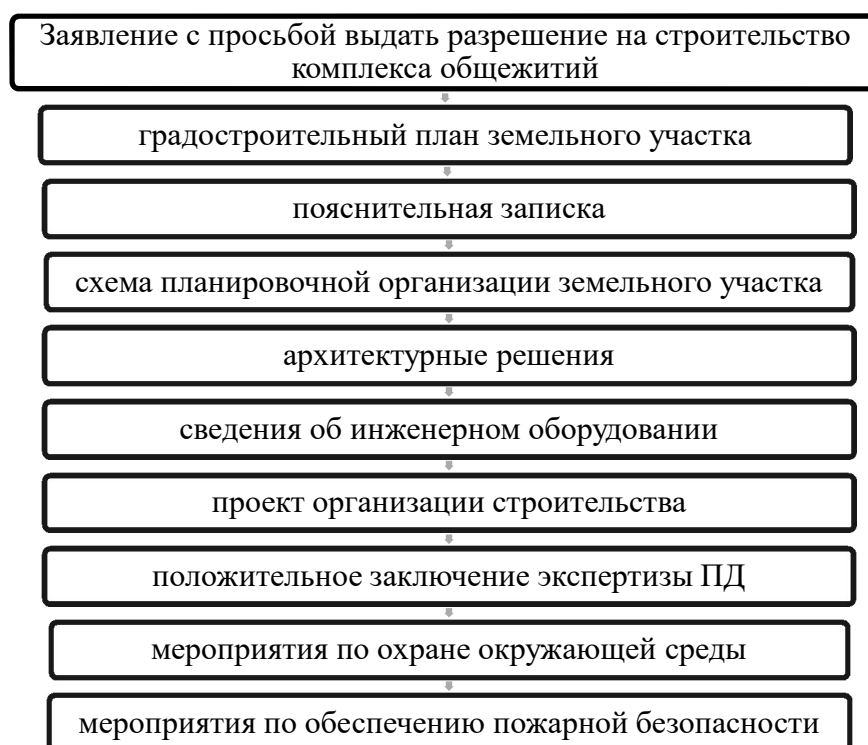 Заявление с просьбой выдать разрешение на строительство
комплекса общежитий
градостроительный план земельного участка
пояснительная записка
схема планировочной организации земельного участка
архитектурные решения
сведения об инженерном оборудовании
проект организации строительства
положительное заключение экспертизы ПД
мероприятия по охране окружающей среды
мероприятия по обеспечению пожарной безопасности